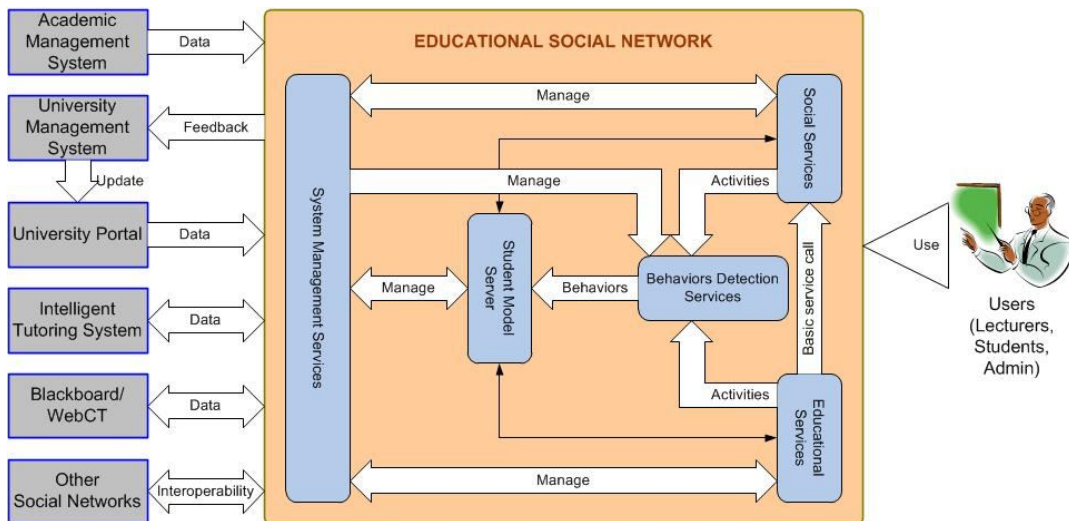 Academic
Management
System
Data
University
Management
System
Feedback
Update
University Portal
Data
Intelligent
Tutoring System
Data
Blackboard/
WebCT
Data
Other
Social Networks
Interoperability
EDUCATIONAL SOCIAL NETWORK
System Management Services
Manage
Social Services
Manage
Activities
Student Model
Server
Manage
Behaviors
Behaviors Detection
Services
Basic service call
Activities
Educational
Services
Manage
Use
Users
(Lecturers,
Students,
Admin)